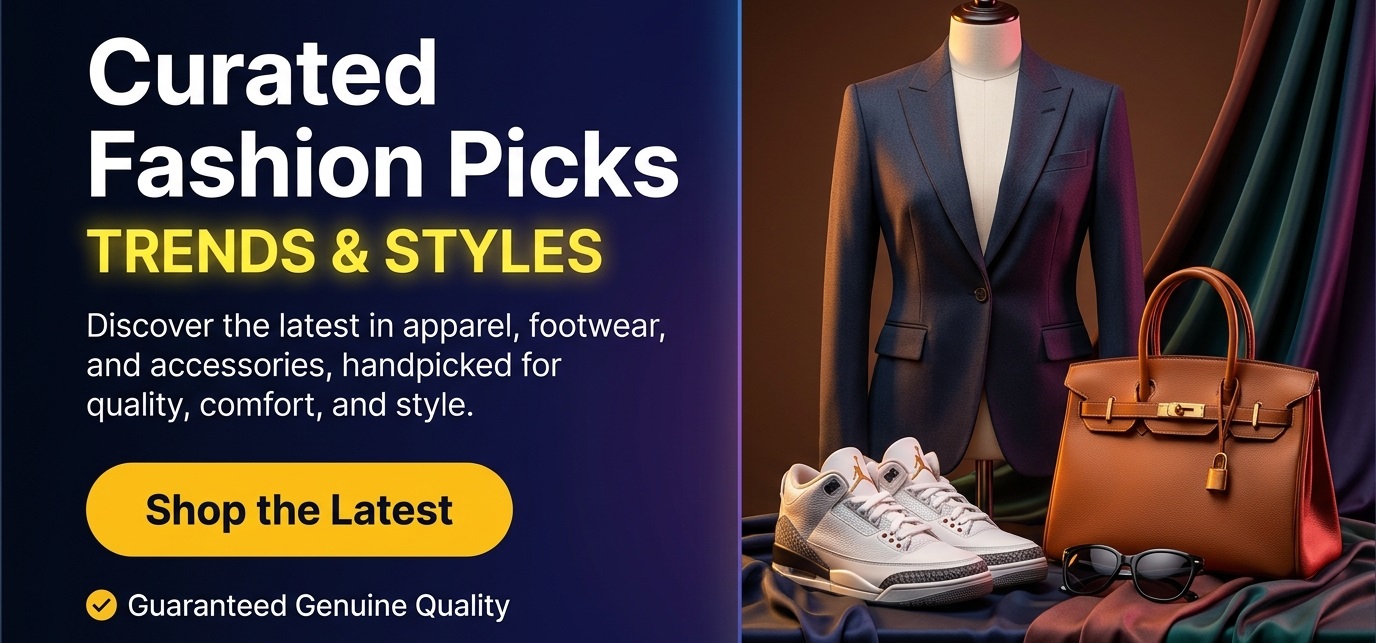 Curated
Fashion Picks
TRENDS & STYLES
Discover the latest in apparel, footwear,
and accessories, handpicked for
quality, comfort, and style.
Shop the Latest
Guaranteed Genuine Quality